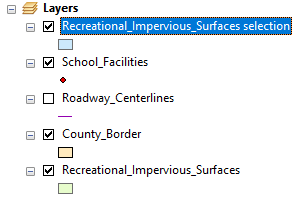 Layers
Recreational_Impervious_Surfaces selection
School_Facilities
Roadway_Centerlines
County_Border
Recreational_Impervious_Surfaces